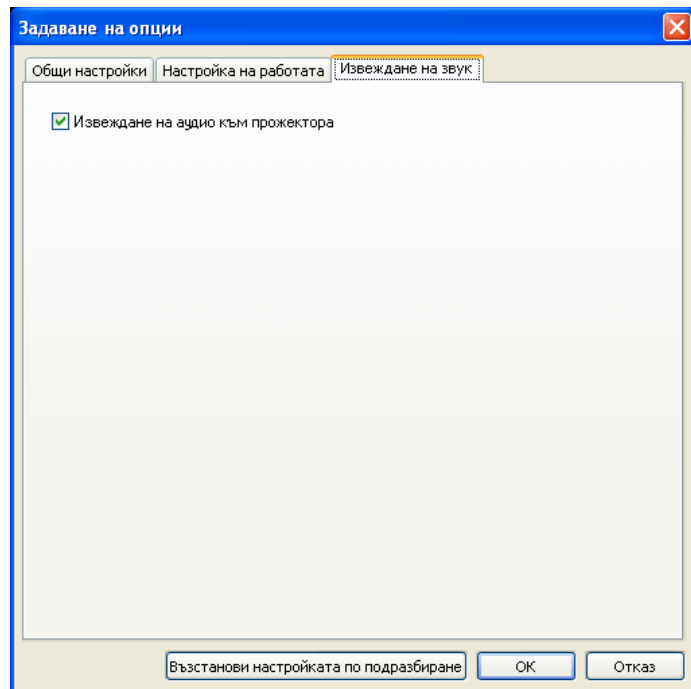 Задаване на опции
Общи настройки Настройка на работата Извеждане на звук
Извеждане на аудио към прожектора
Възстанови настройката по подразбиране OK Отказ